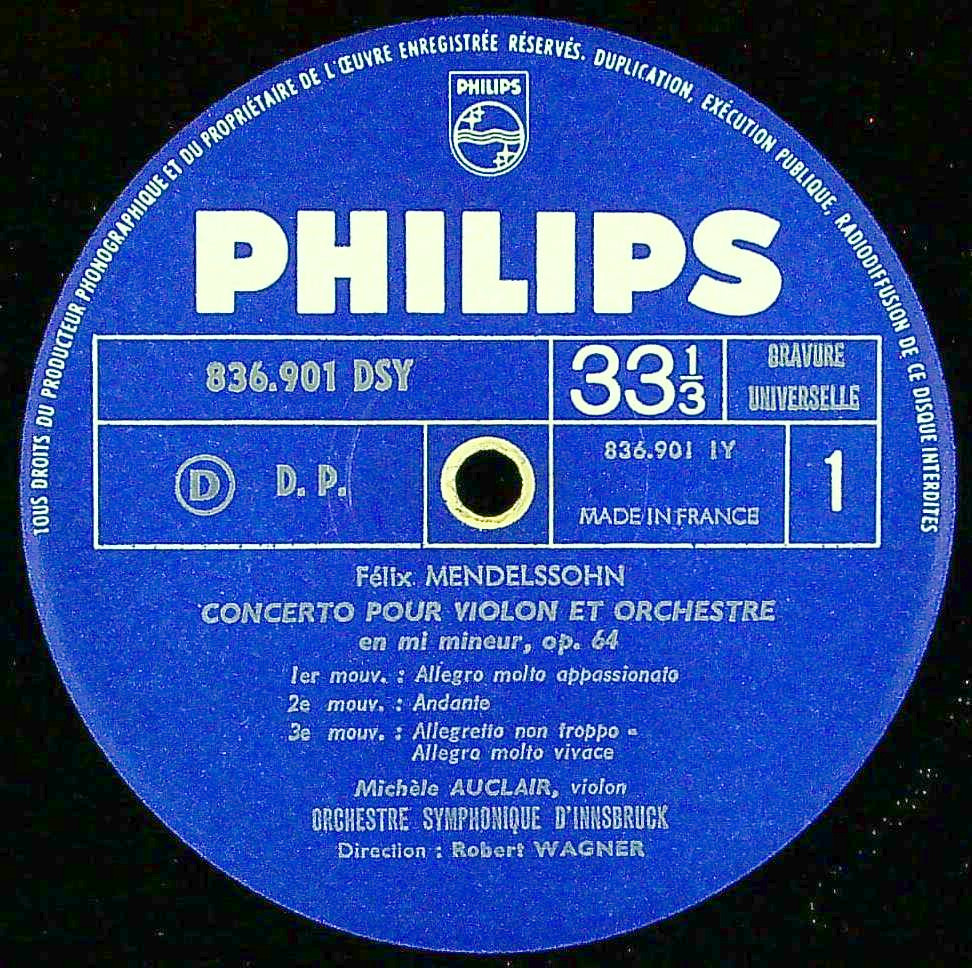 TOUS DROITS DU PRODUCTEUR PHONOGRAPHIQUE ET DU PROPRIÉTAIRE DE L'ŒUVRE ENREGISTRÉE RÉSERVÉS. DUPLICATION, EXÉCUTION PUBLIQUE, RADIODIFFUSION DE CE DISQUE INTERDITES
PHILIPS
PHILIPS
836.901 DSY
33 1/3
GRAVURE
UNIVERSELLE
D D. P.
836.901 1Y
MADE IN FRANCE
1
Félix MENDELSSOHN
CONCERTO POUR VIOLON ET ORCHESTRE
en mi mineur, op. 64
1er mouv. : Allegro molto appassionato
2e mouv. : Andante
3e mouv. : Allegretto non troppo -
Allegro molto vivace
Michèle AUCLAIR, violon
ORCHESTRE SYMPHONIQUE D'INNSBRUCK
Direction : Robert WAGNER